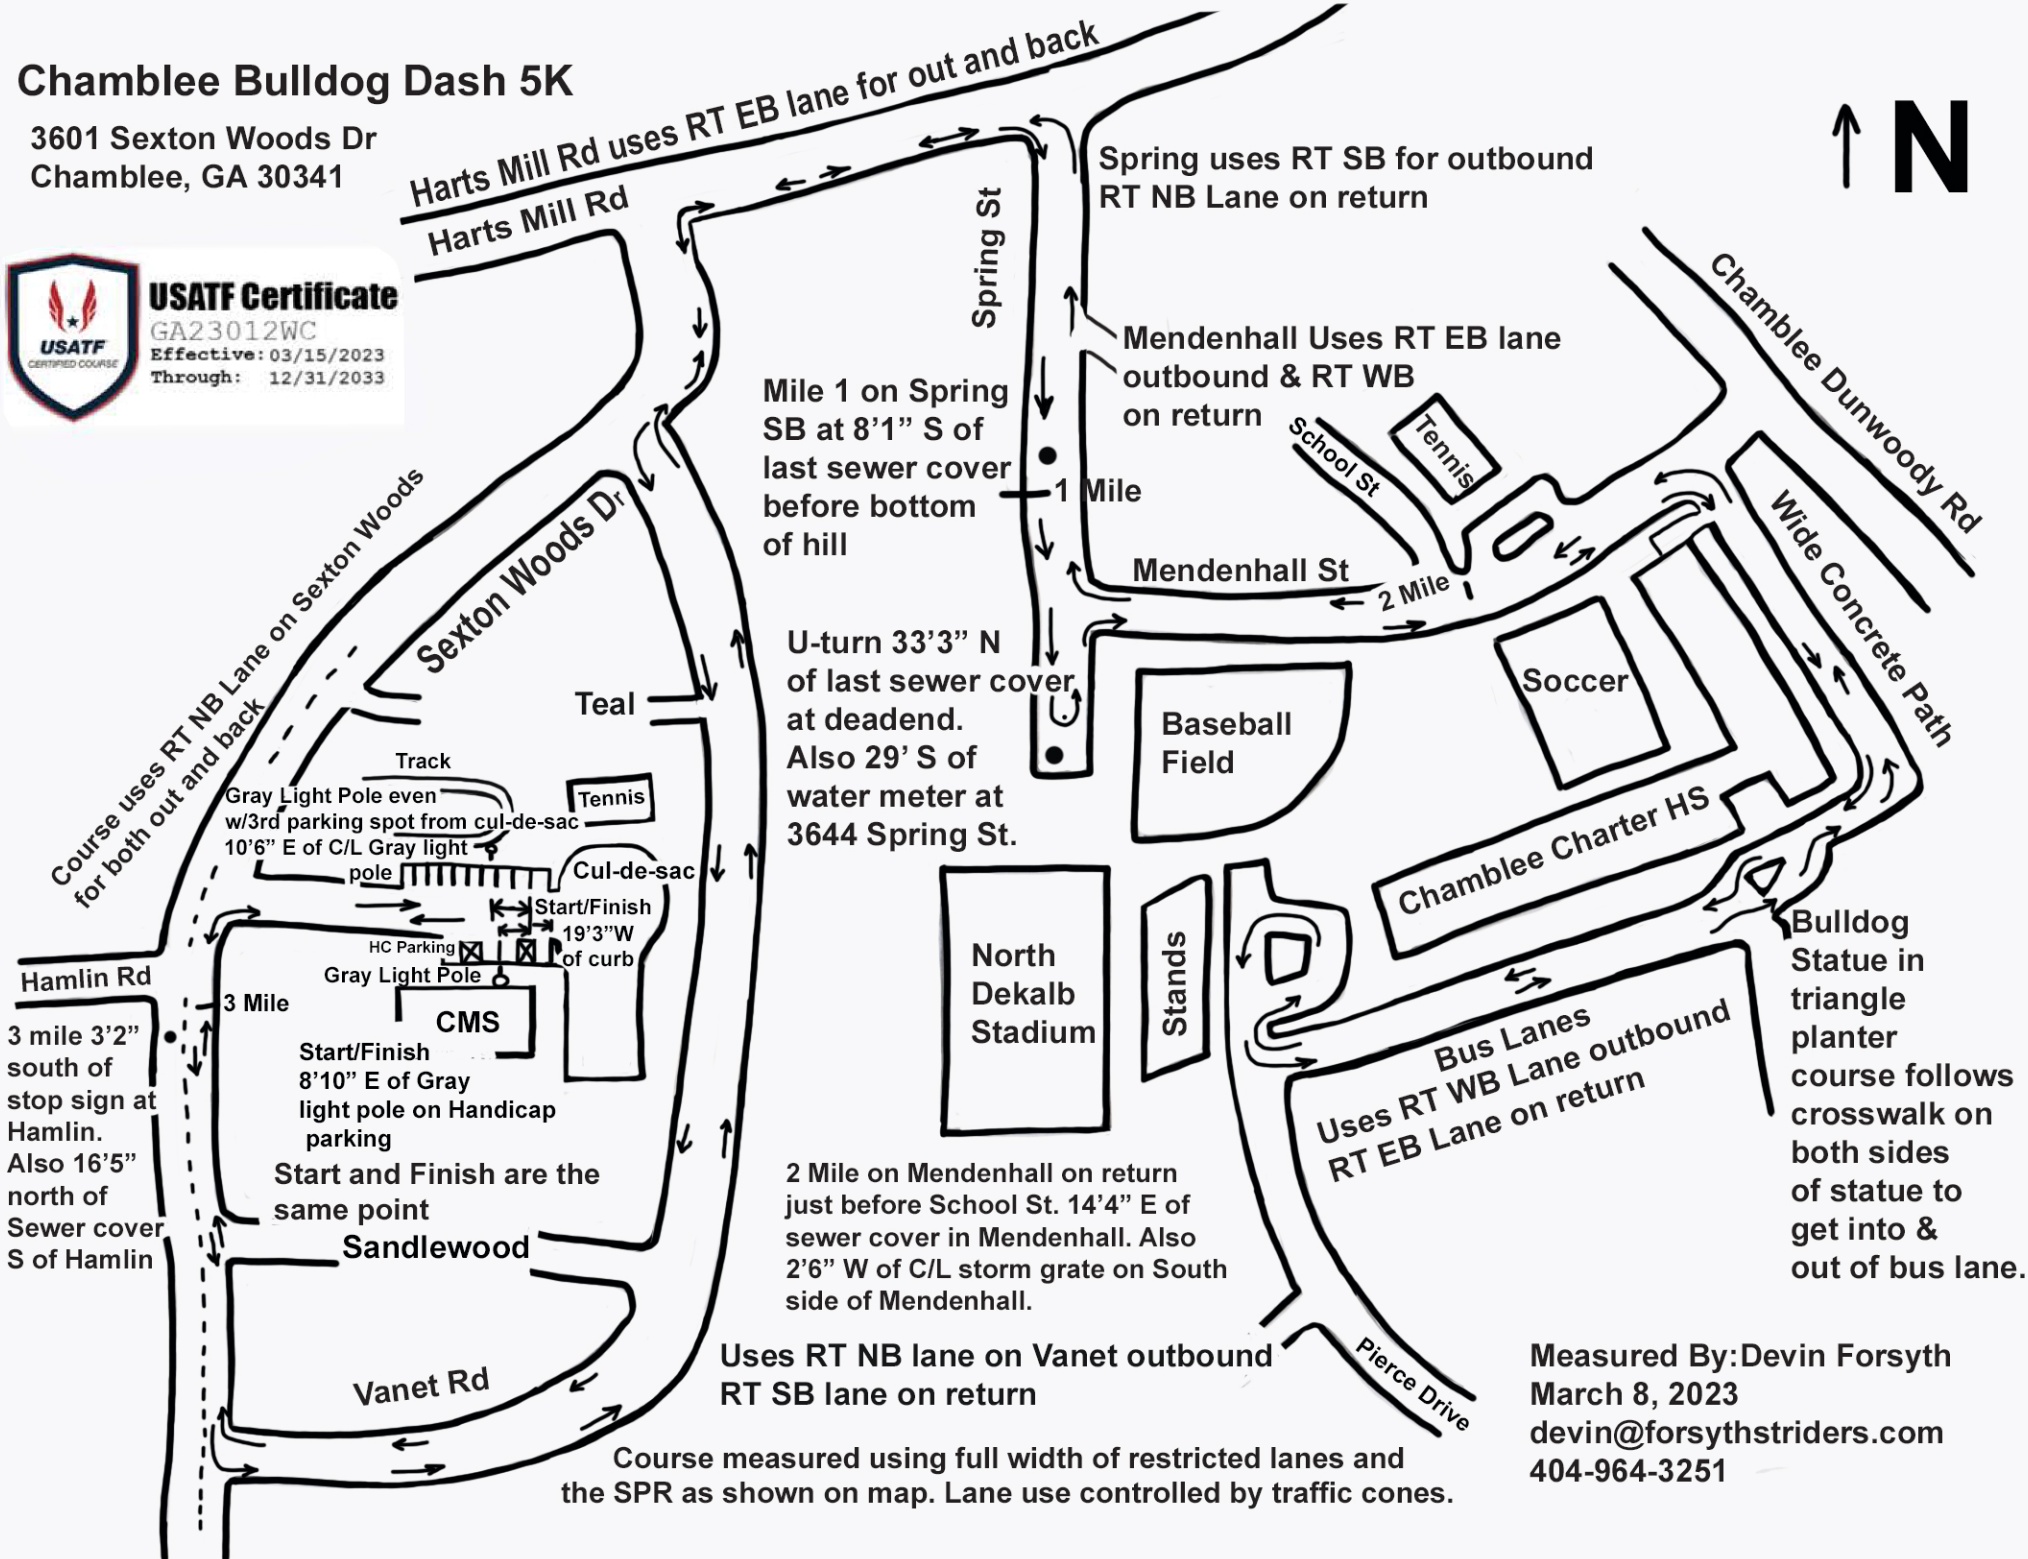 Chamblee Bulldog Dash 5K
3601 Sexton Woods Dr
Chamblee, GA 30341
N
USATF
CERTIFIED COURSE
USATF Certificate
GA23012WC
Effective: 03/15/2023
Through: 12/31/2033
Harts Mill Rd uses RT EB lane for out and back
Harts Mill Rd
Spring uses RT SB for outbound
RT NB Lane on return
Spring St
Mendenhall Uses RT EB lane
outbound & RT WB
on return
Chamblee Dunwoody Rd
Wide Concrete Path
School St
Tennis
Mile 1 on Spring
SB at 8’1” S of
last sewer cover
before bottom
of hill
1 Mile
Mendenhall St
2 Mile
Course uses RT NB Lane on Sexton Woods
for both out and back
Sexton Woods Dr
Teal
U-turn 33’3” N
of last sewer cover
at deadend.
Also 29’ S of
water meter at
3644 Spring St.
Baseball
Field
Soccer
Chamblee Charter HS
Track
Tennis
Gray Light Pole even
w/3rd parking spot from cul-de-sac
10’6” E of C/L Gray light
pole
Cul-de-sac
Start/Finish
19’3”W
of curb
HC Parking
Gray Light Pole
CMS
Start/Finish
8’10” E of Gray
light pole on Handicap
parking
Start and Finish are the
same point
Hamlin Rd
3 Mile
3 mile 3’2”
south of
stop sign at
Hamlin.
Also 16’5”
north of
Sewer cover
S of Hamlin
Sandlewood
Vanet Rd
North
Dekalb
Stadium
Stands
Bus Lanes
Uses RT WB Lane outbound
RT EB Lane on return
Bulldog
Statue in
triangle
planter
course follows
crosswalk on
both sides
of statue to
get into &
out of bus lane.
2 Mile on Mendenhall on return
just before School St. 14’4” E of
sewer cover in Mendenhall. Also
2’6” W of C/L storm grate on South
side of Mendenhall.
Uses RT NB lane on Vanet outbound
RT SB lane on return
Pierce Drive
Measured By:Devin Forsyth
March 8, 2023
devin@forsythstriders.com
404-964-3251
Course measured using full width of restricted lanes and
the SPR as shown on map. Lane use controlled by traffic cones.